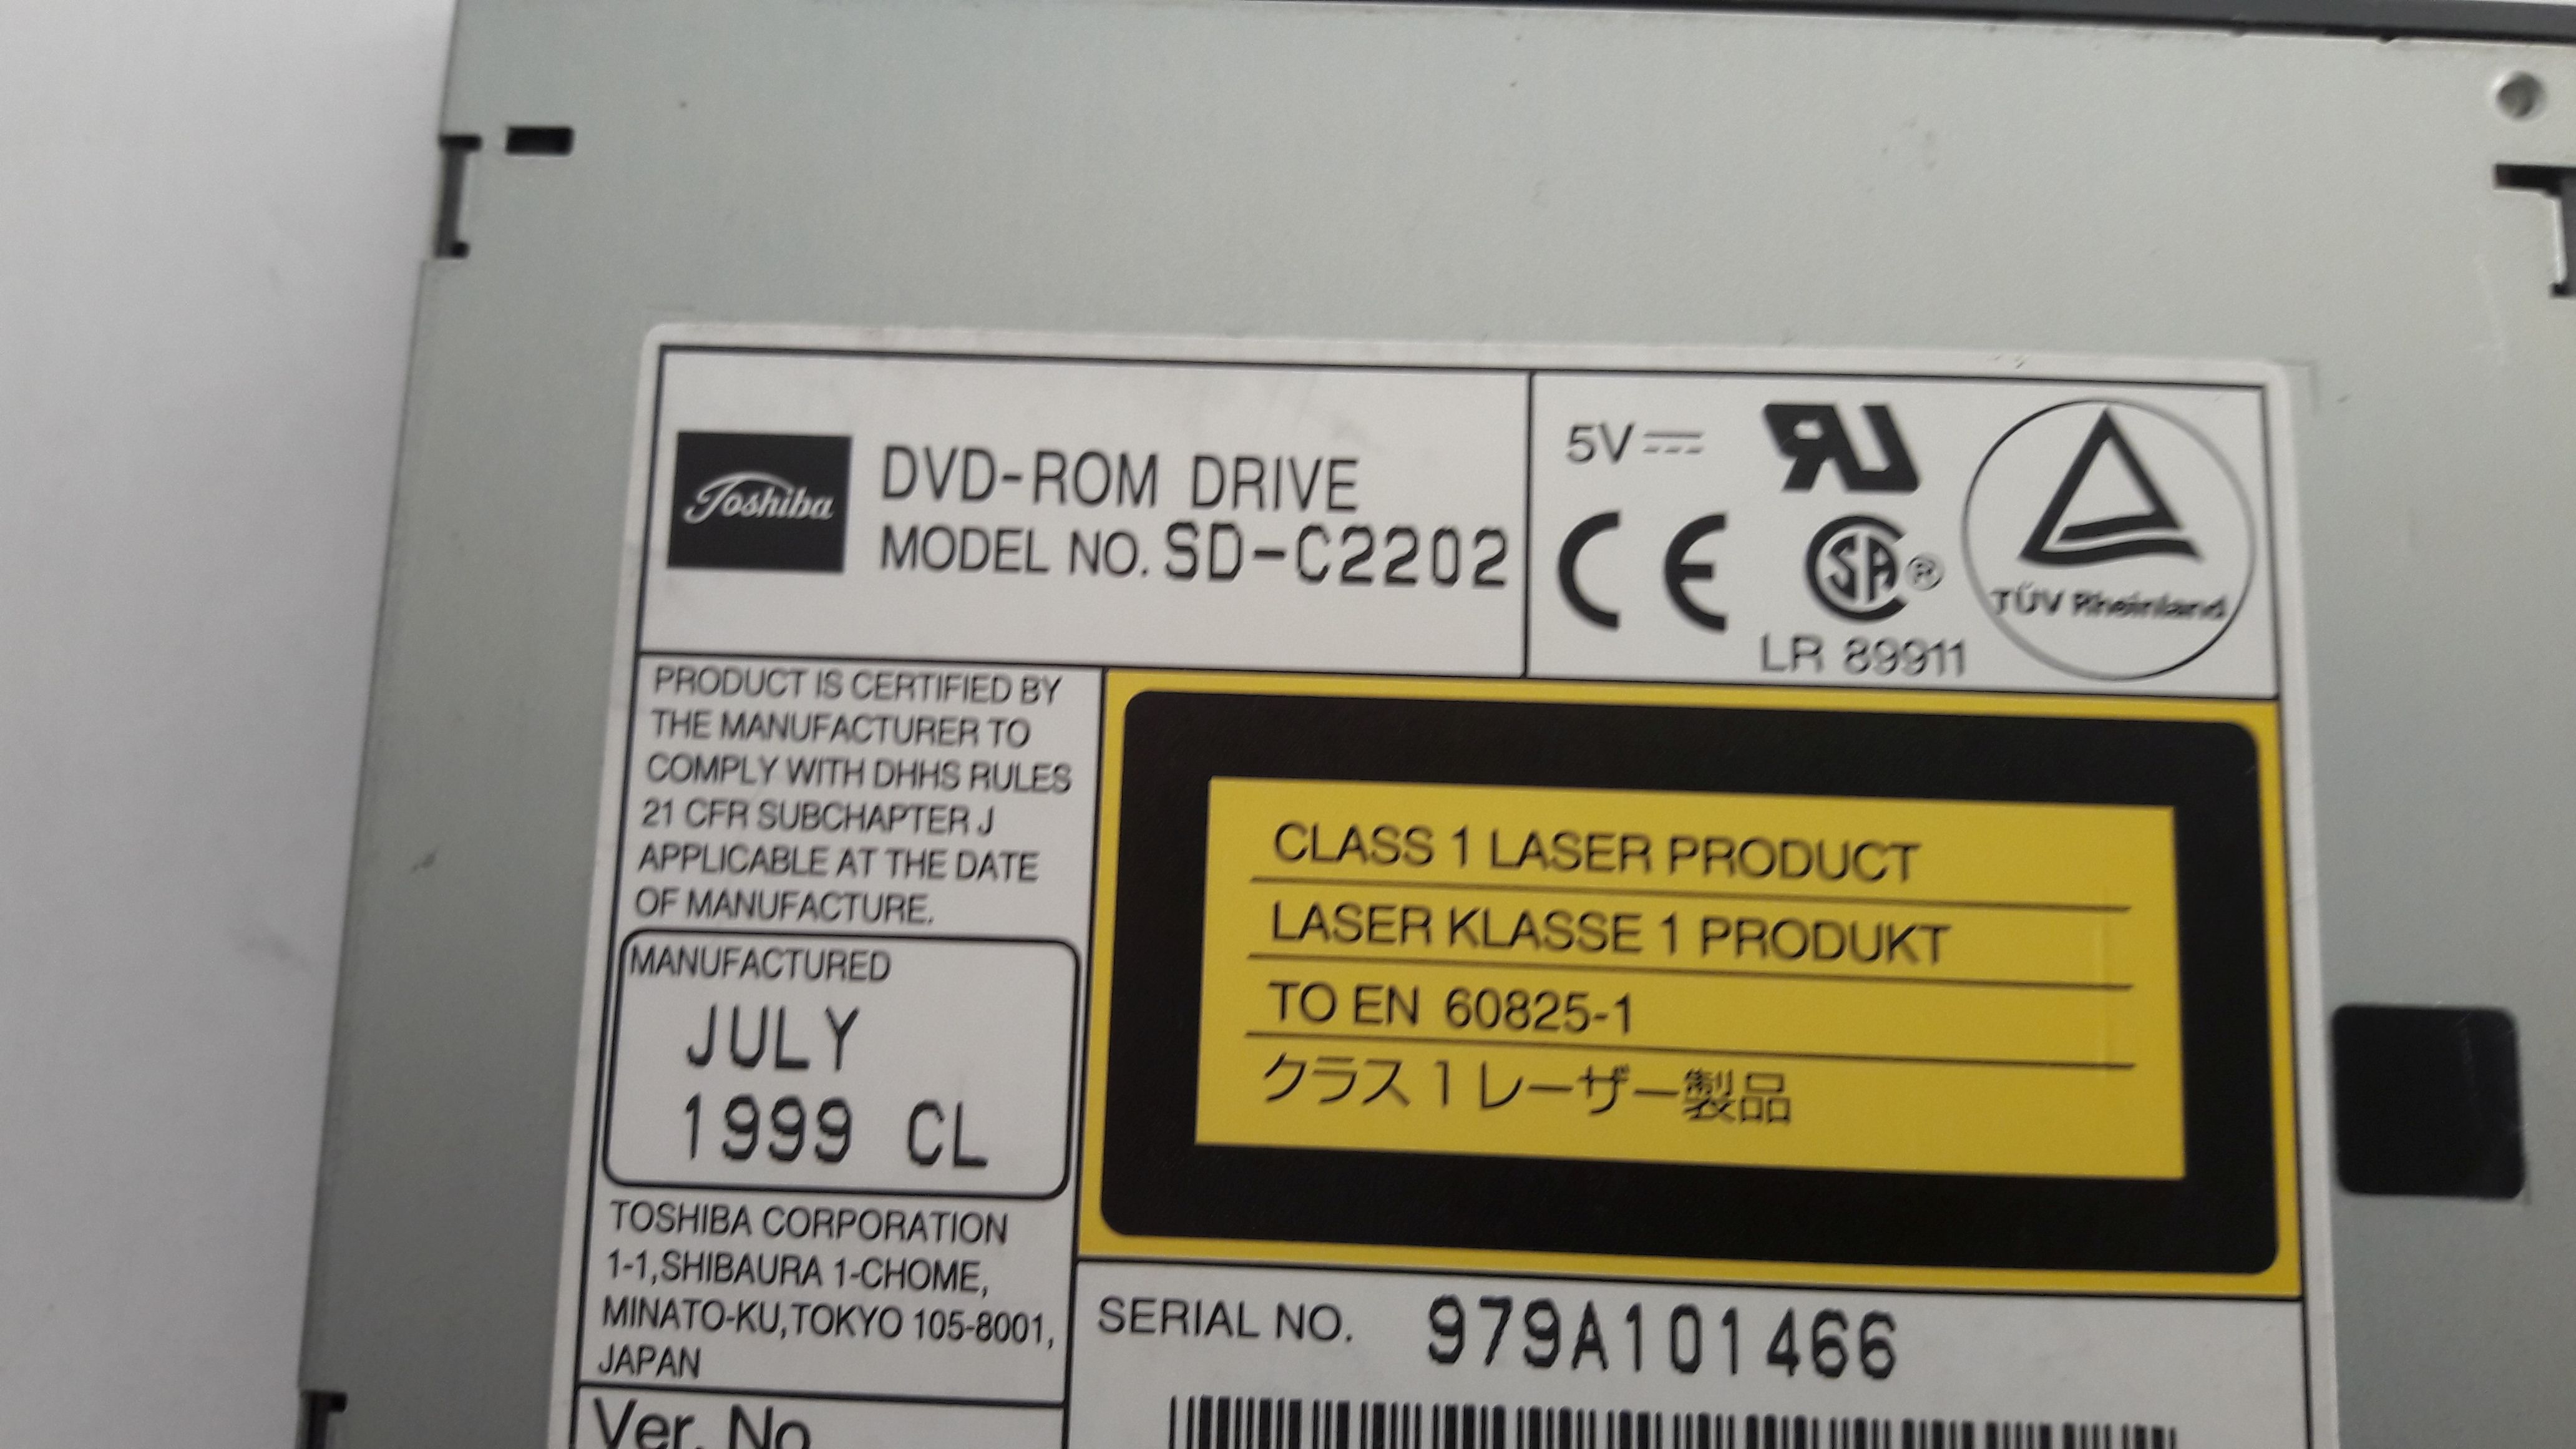 Toshiba
DVD-ROM DRIVE
MODEL NO. SD-C2202
5V
CE
SA®
LR 89911
TÜV Rheinland
PRODUCT IS CERTIFIED BY
THE MANUFACTURER TO
COMPLY WITH DHHS RULES
21 CFR SUBCHAPTER J
APPLICABLE AT THE DATE
OF MANUFACTURE.
MANUFACTURED
JULY
1999 CL
TOSHIBA CORPORATION
1-1,SHIBAURA 1-CHOME,
MINATO-KU,TOKYO 105-8001,
JAPAN
Ver. No
CLASS 1 LASER PRODUCT
LASER KLASSE 1 PRODUKT
TO EN 60825-1
クラス1レーザー製品
SERIAL NO. 979A101466